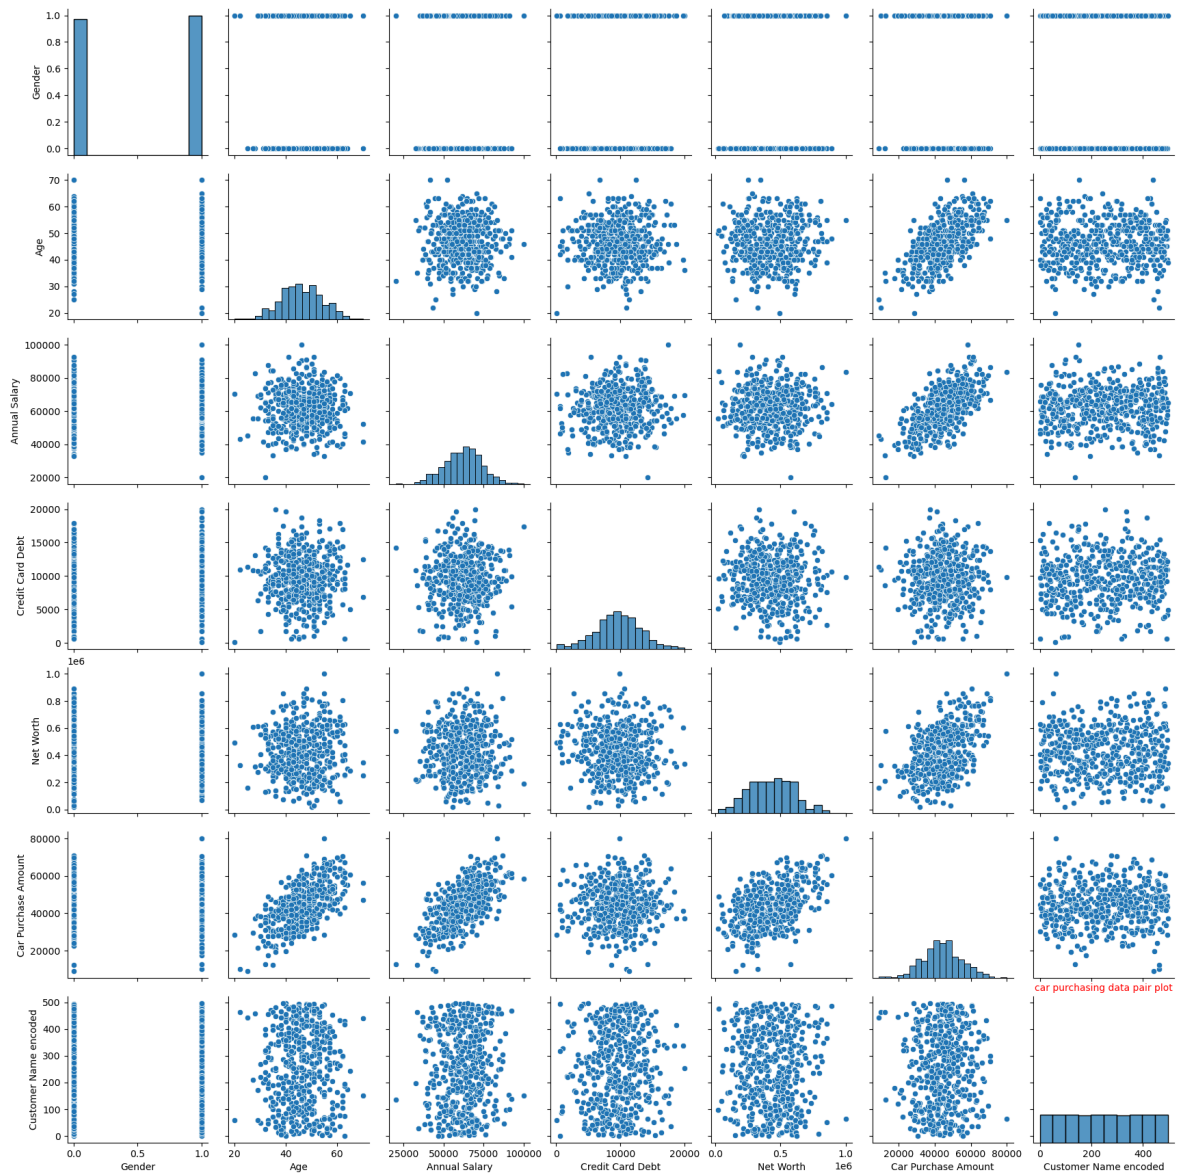 1.0
0.8
0.6
0.4
0.2
0.0
Gender
70
60
50
40
30
20
Age
100000
80000
60000
40000
20000
Annual Salary
20000
15000
10000
5000
0
Credit Card Debt
1e6
1.0
0.8
0.6
0.4
0.2
0.0
Net Worth
80000
60000
40000
20000
Car Purchase Amount
car purchasing data pair plot
500
400
300
200
100
0
Customer Name encoded
0.0 0.5 1.0
Gender
20 40 60
Age
25000 50000 75000 100000
Annual Salary
0 10000 20000
Credit Card Debt
0.0 0.5 1.0
Net Worth
1e6
20000 40000 60000 80000
Car Purchase Amount
0 200 400
Customer Name encoded